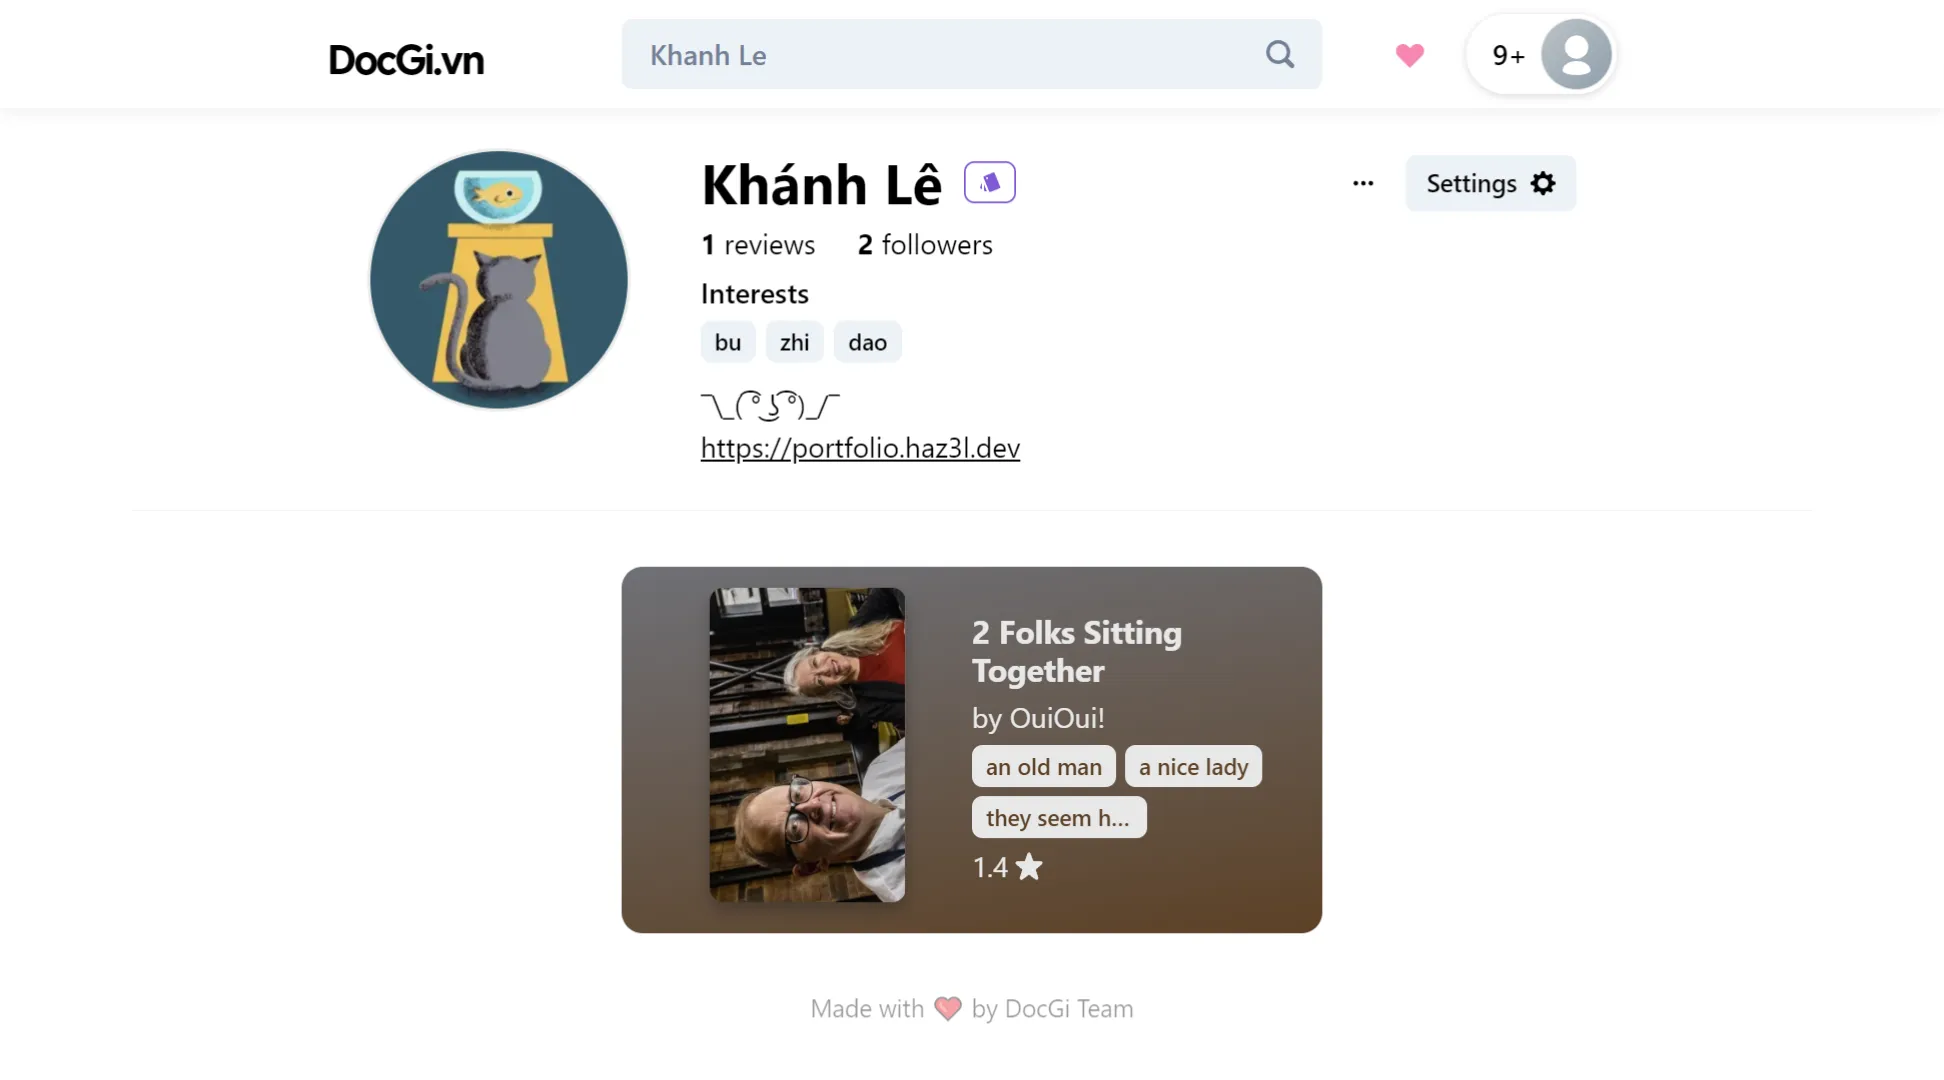 DocGi.vn
Khanh Le
9+
Khánh Lê
Settings
1 reviews 2 followers
Interests
bu zhi dao
¯\_( ͡° ͜ʖ ͡°)_/¯
https://portfolio.haz3l.dev
2 Folks Sitting
Together
by OuiOui!
an old man a nice lady
they seem h...
1.4
Made with ❤ by DocGi Team